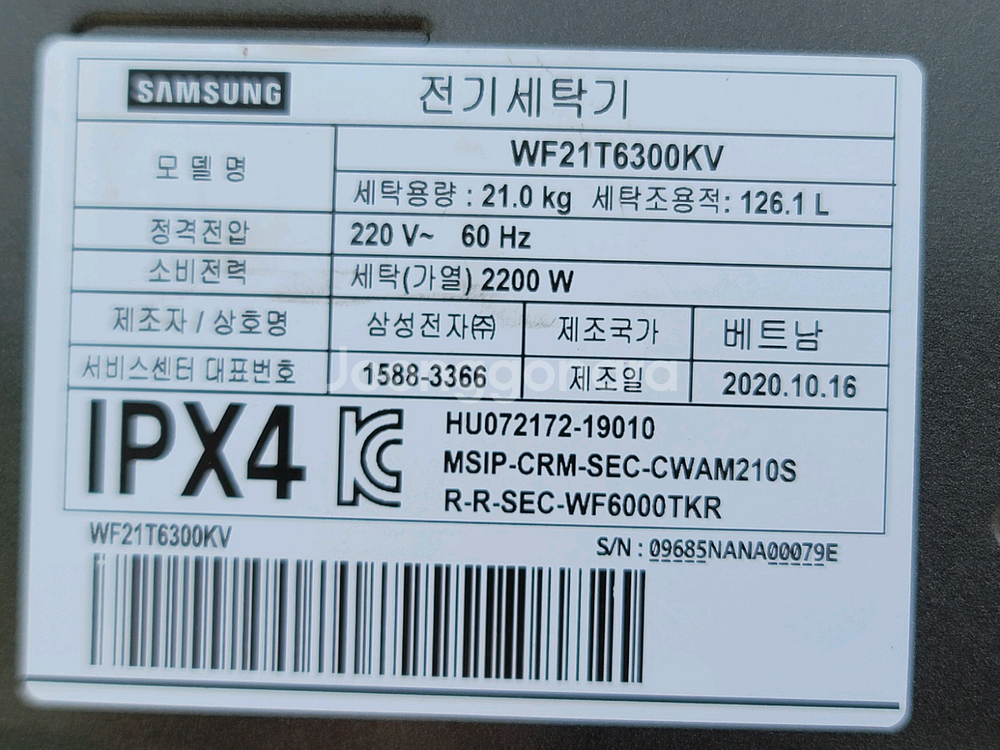 SAMSUNG 전기세탁기
모델명 WF21T6300KV
세탁용량 : 21.0 kg 세탁조용적: 126.1 L
정격전압 220 V~ 60 Hz
소비전력 세탁(가열) 2200 W
제조자 / 상호명 삼성전자㈜ 제조국가 베트남
서비스센터 대표번호 1588-3366 제조일 2020.10.16
Joonggonara
IPX4 HU072172-19010
MSIP-CRM-SEC-CWAM210S
R-R-SEC-WF6000TKR
WF21T6300KV
S/N : 09685NANA00079E